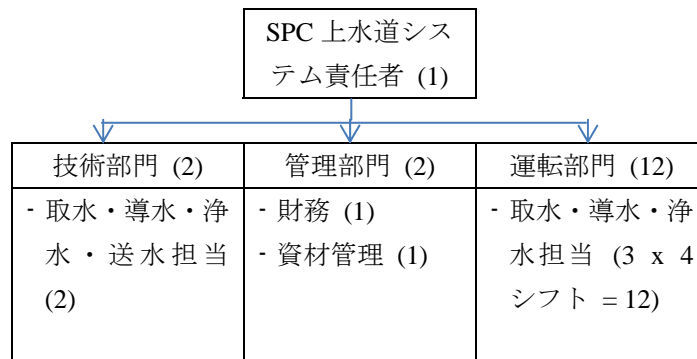 SPC 上水道シス
テム責任者 (1)
技術部門 (2)
管理部門 (2)
運転部門 (12)
- 取水・導水・浄
水・送水担当
(2)
- 財務 (1)
- 資材管理 (1)
- 取水・導水・浄
水担当 (3 x 4
シフト = 12)